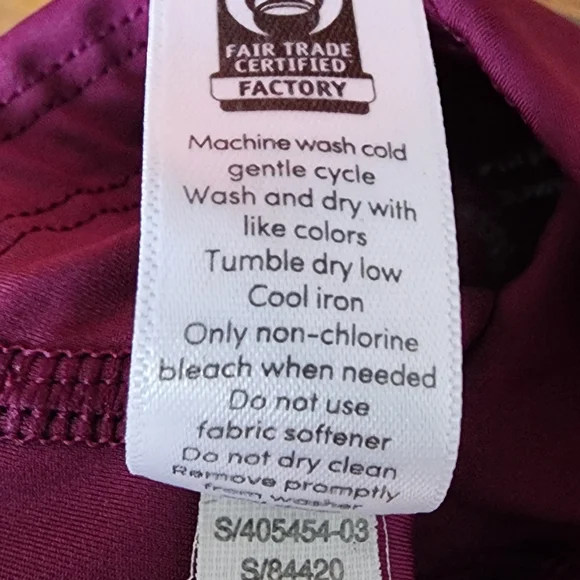 FAIR TRADE
CERTIFIED
FACTORY
Machine wash cold
gentle cycle
Wash and dry with
like colors
Tumble dry low
Cool iron
Only non-chlorine
bleach when needed
Do not use
fabric softener
Do not dry clean
Remove promptly
from washer
S/405454-03
S/84420